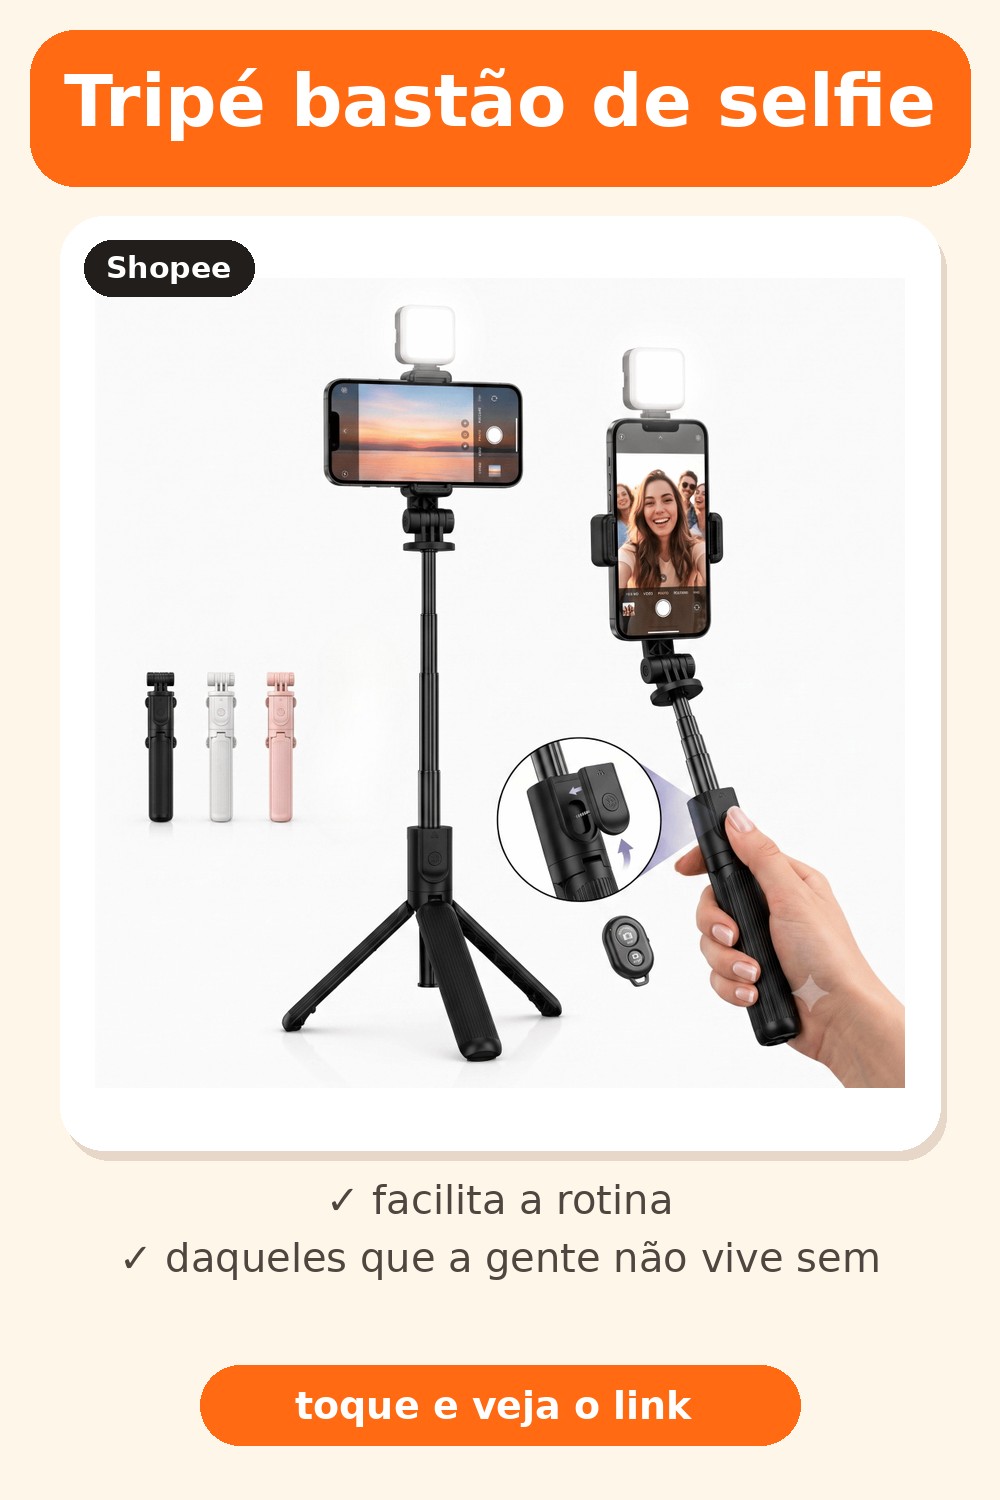 Tripé bastão de selfie
Shopee
✓ facilita a rotina
✓ daqueles que a gente não vive sem
toque e veja o link